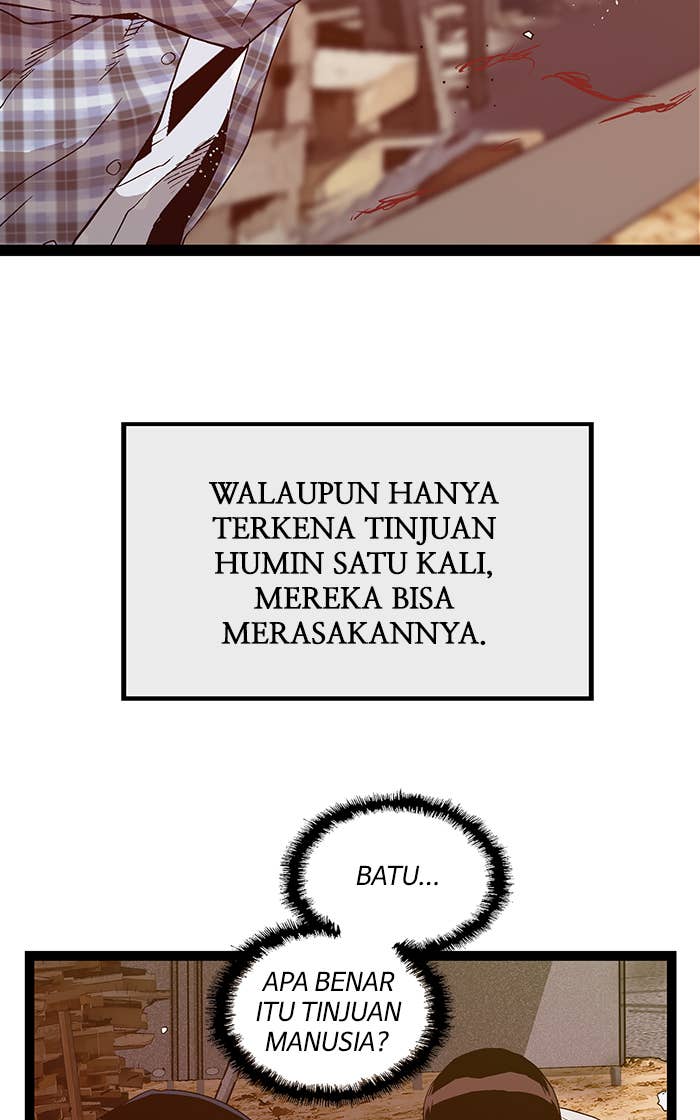 WALAUPUN HANYA
TERKENA TINJUAN
HUMIN SATU KALI,
MEREKA BISA
MERASAKANNYA.
BATU...
APA BENAR
ITU TINJUAN
MANUSIA?